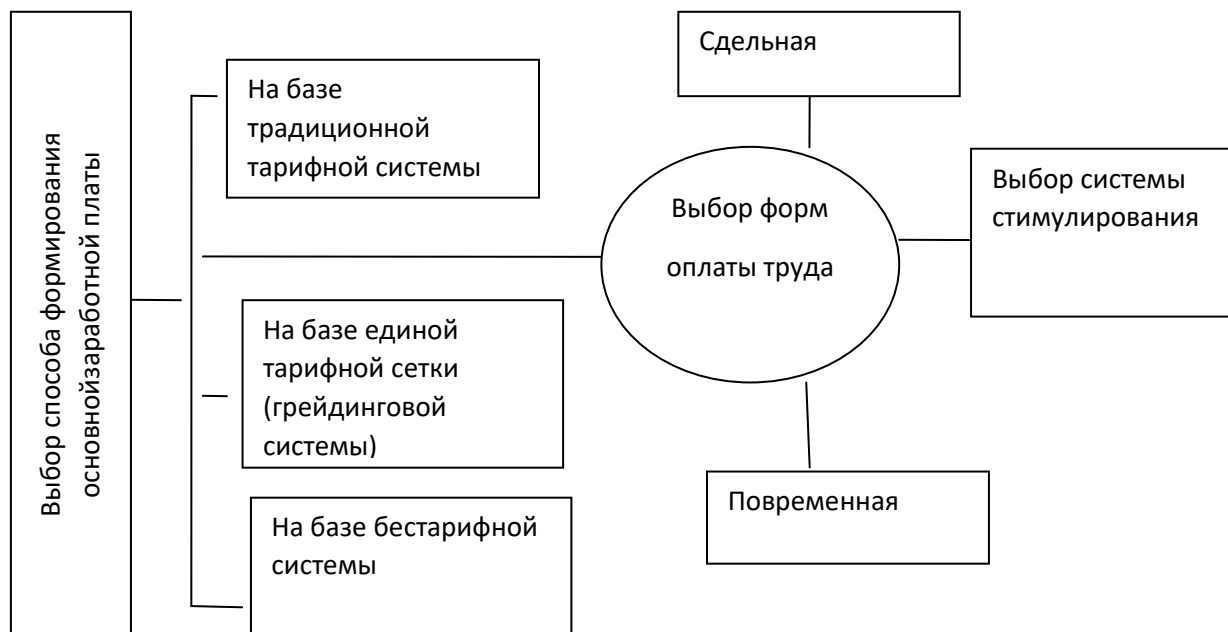 Выбор способа формирования
основнойзаработной платы
На базе
традиционной
тарифной системы
На базе единой
тарифной сетки
(грейдинговой
системы)
На базе бестарифной
системы
Сдельная
Выбор форм
оплаты труда
Выбор системы
стимулирования
Повременная